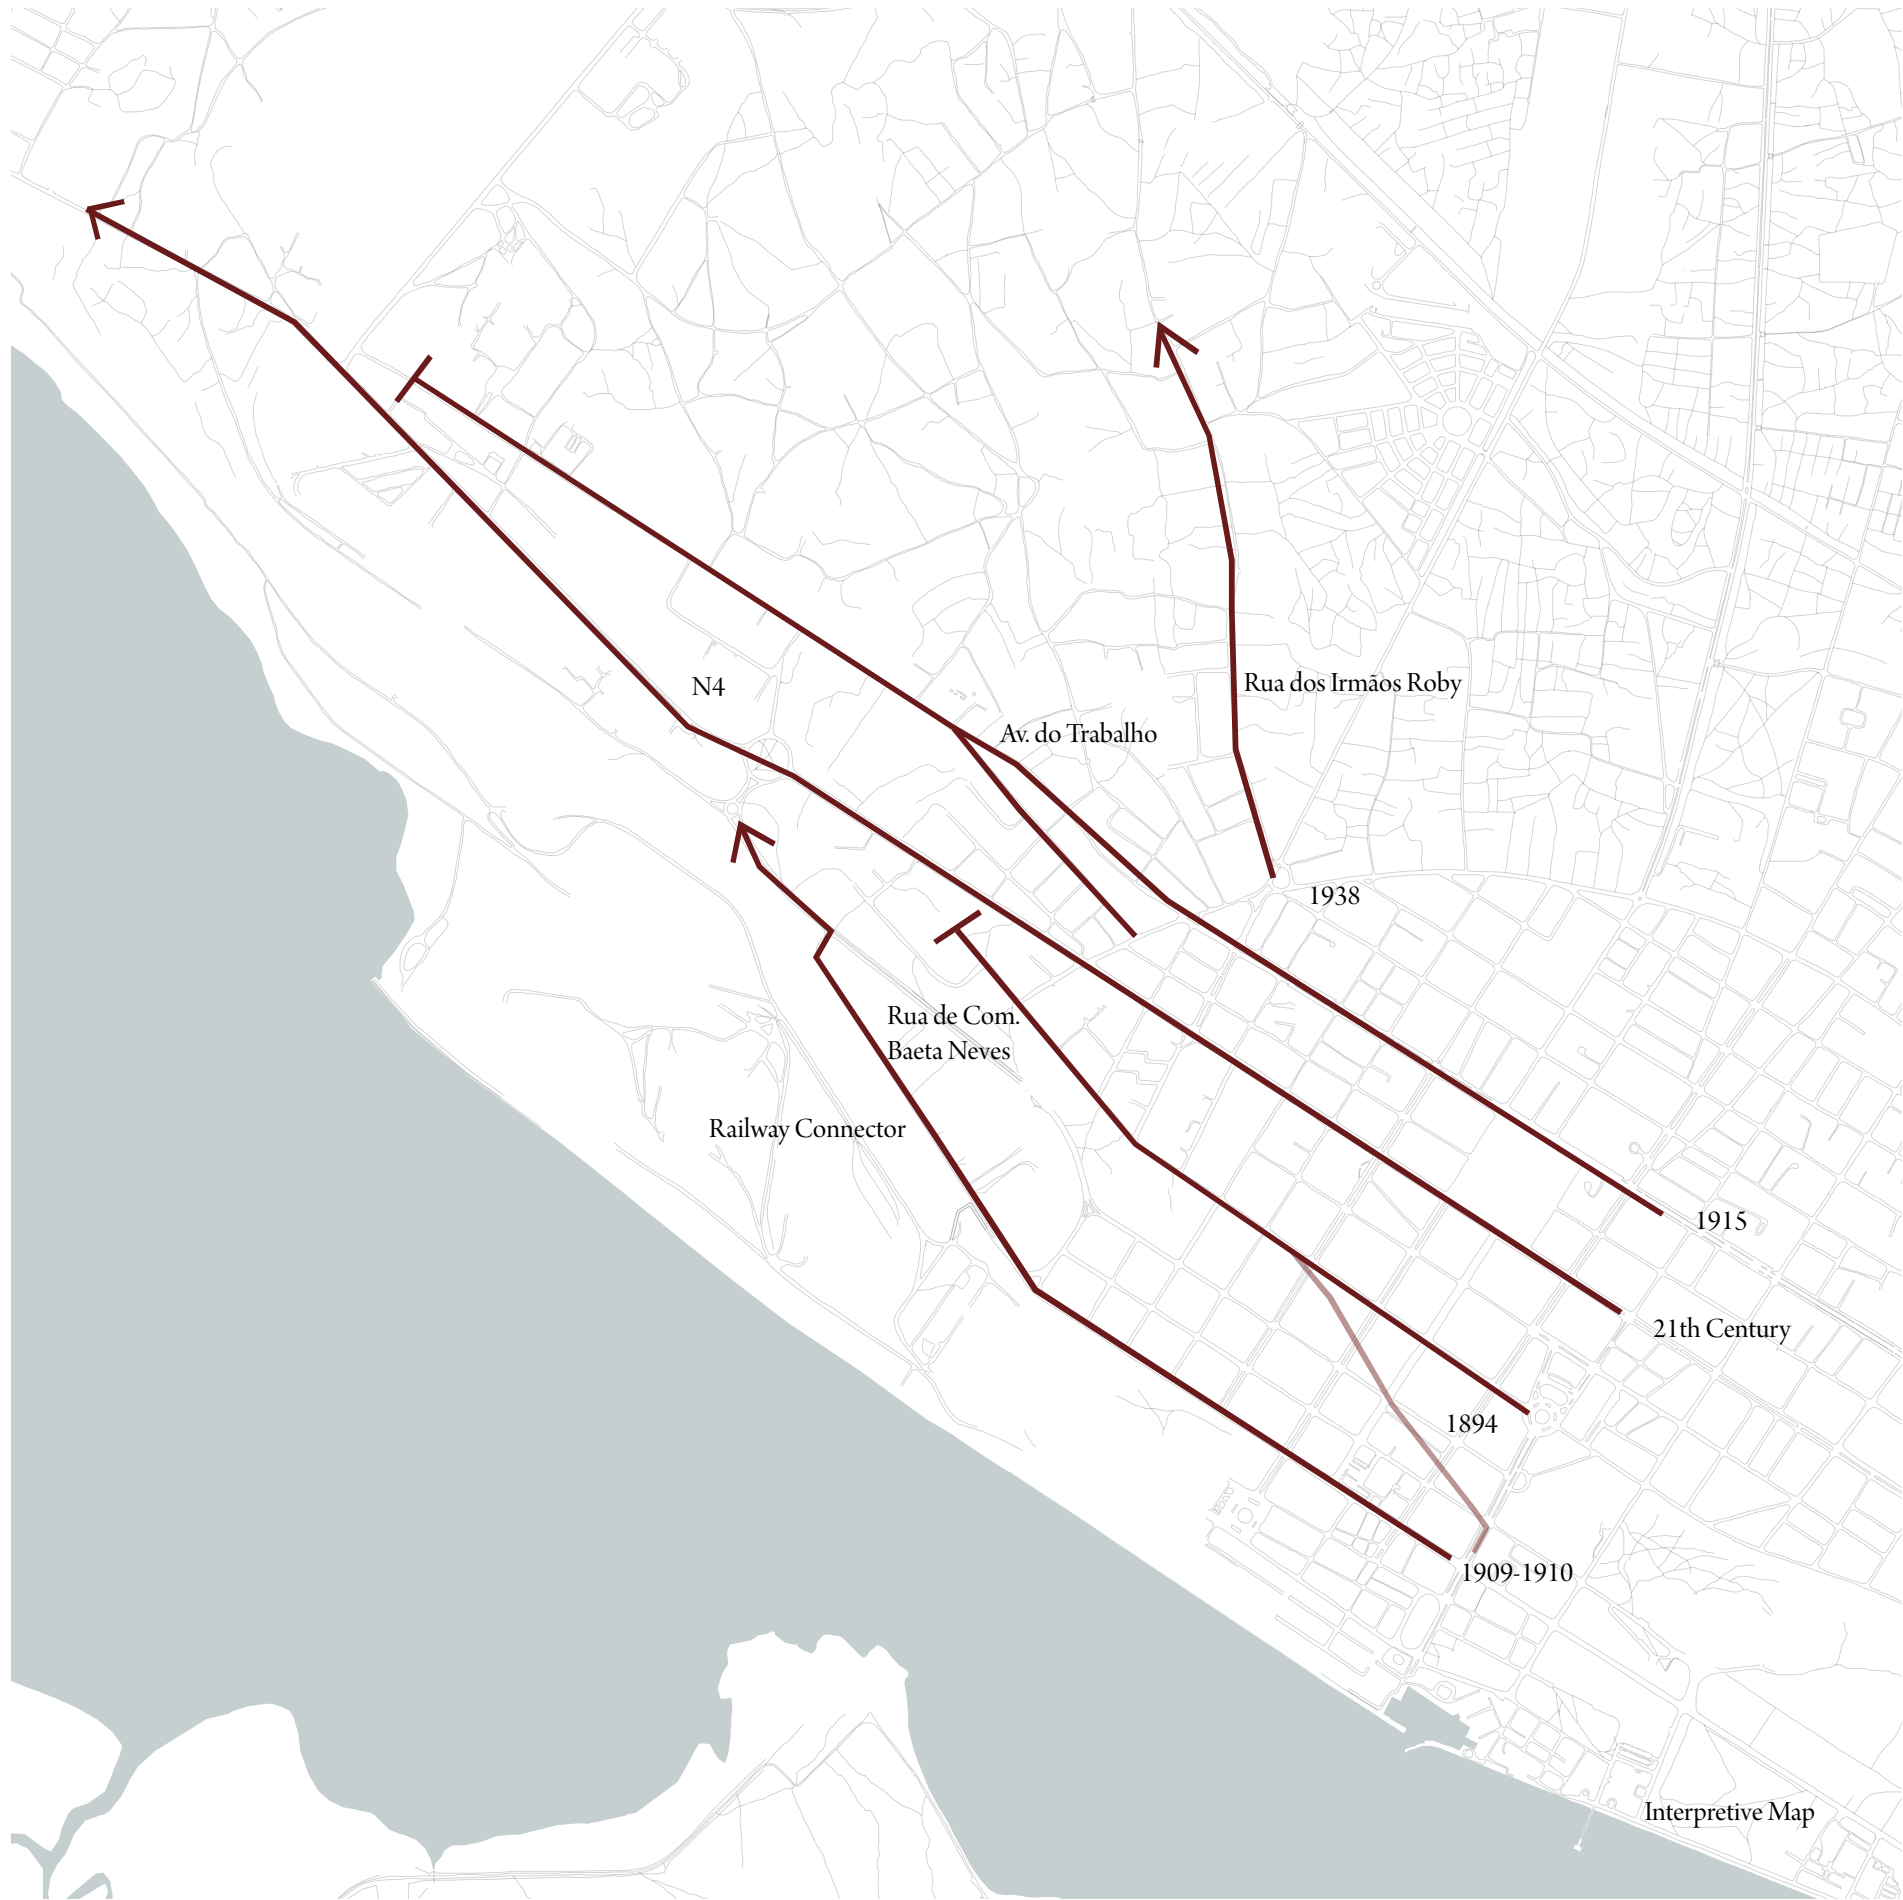 Rua dos Irmãos Roby
N4
Av. do Trabalho
1938
Rua de Com.
Baeta Neves
Railway Connector
1915
21th Century
1894
1909-1910
Interpretive Map